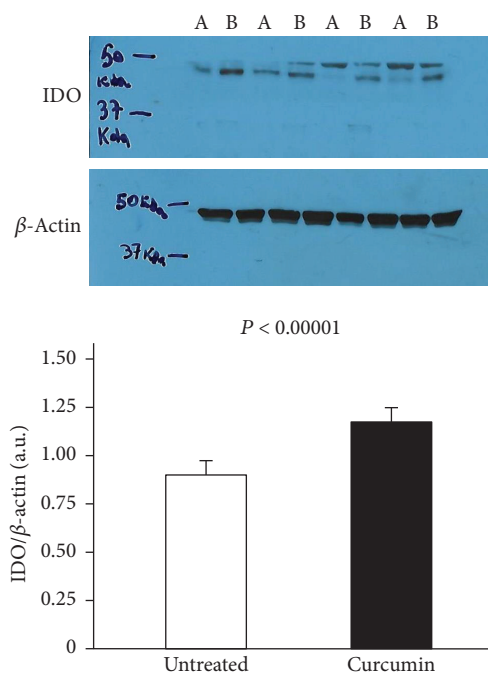 A B A B A B A B
50
Kda
IDO
37
Kda
50Kda
β-Actin
37Kda
P < 0.00001
1.50
1.25
1.00
0.75
0.50
0.25
0
IDO/β-actin (a.u.)
Untreated Curcumin